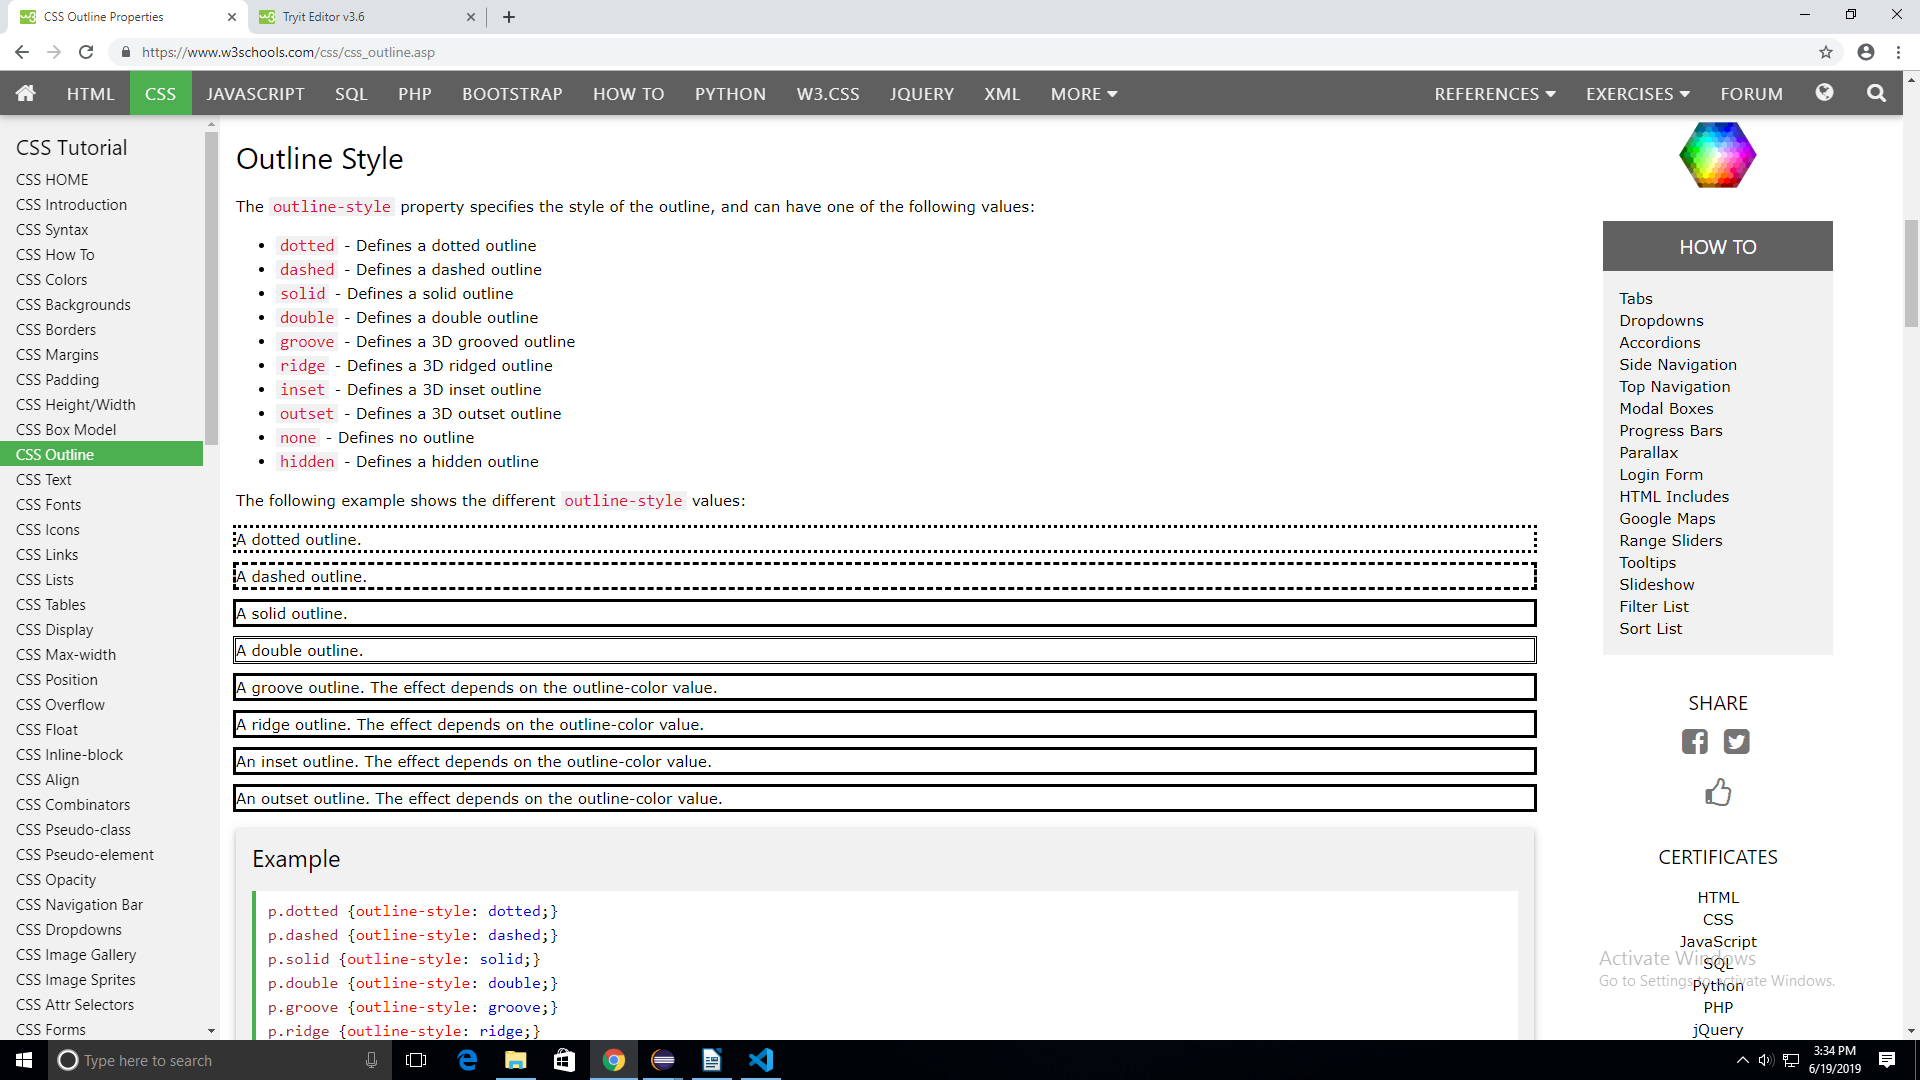 CSS Outline Properties
Tryit Editor v3.6
https://www.w3schools.com/css/css_outline.asp
HTML CSS JAVASCRIPT SQL PHP BOOTSTRAP HOW TO PYTHON W3.CSS JQUERY XML MORE REFERENCES EXERCISES FORUM
CSS Tutorial
CSS HOME
CSS Introduction
CSS Syntax
CSS How To
CSS Colors
CSS Backgrounds
CSS Borders
CSS Margins
CSS Padding
CSS Height/Width
CSS Box Model
CSS Outline
CSS Text
CSS Fonts
CSS Icons
CSS Links
CSS Lists
CSS Tables
CSS Display
CSS Max-width
CSS Position
CSS Overflow
CSS Float
CSS Inline-block
CSS Align
CSS Combinators
CSS Pseudo-class
CSS Pseudo-element
CSS Opacity
CSS Navigation Bar
CSS Dropdowns
CSS Image Gallery
CSS Image Sprites
CSS Attr Selectors
CSS Forms
Outline Style
The outline-style property specifies the style of the outline, and can have one of the following values:
• dotted - Defines a dotted outline
• dashed - Defines a dashed outline
• solid - Defines a solid outline
• double - Defines a double outline
• groove - Defines a 3D grooved outline
• ridge - Defines a 3D ridged outline
• inset - Defines a 3D inset outline
• outset - Defines a 3D outset outline
• none - Defines no outline
• hidden - Defines a hidden outline
The following example shows the different outline-style values:
A dotted outline.
A dashed outline.
A solid outline.
A double outline.
A groove outline. The effect depends on the outline-color value.
A ridge outline. The effect depends on the outline-color value.
An inset outline. The effect depends on the outline-color value.
An outset outline. The effect depends on the outline-color value.
Example
p.dotted {outline-style: dotted;}
p.dashed {outline-style: dashed;}
p.solid {outline-style: solid;}
p.double {outline-style: double;}
p.groove {outline-style: groove;}
p.ridge {outline-style: ridge;}
HOW TO
Tabs
Dropdowns
Accordions
Side Navigation
Top Navigation
Modal Boxes
Progress Bars
Parallax
Login Form
HTML Includes
Google Maps
Range Sliders
Tooltips
Slideshow
Filter List
Sort List
SHARE
CERTIFICATES
HTML
CSS
JavaScript
SQL
Python
PHP
jQuery
Activate Windows
Go to Settings to activate Windows.
Type here to search
3:34 PM
6/19/2019